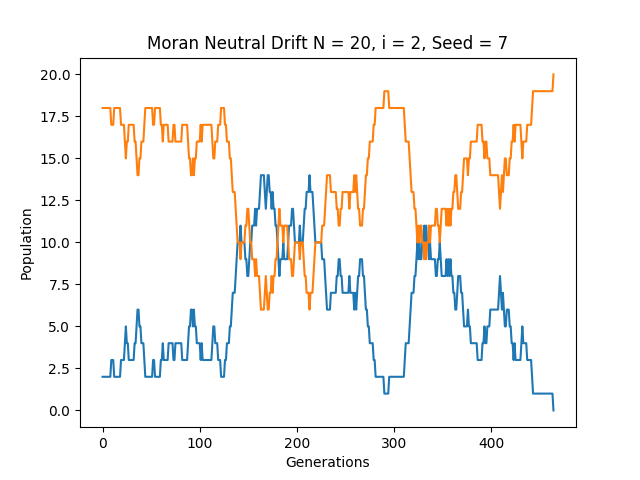 Moran Neutral Drift N = 20, i = 2, Seed = 7
20.0
17.5
15.0
12.5
10.0
7.5
5.0
2.5
0.0
Population
0 100 200 300 400
Generations